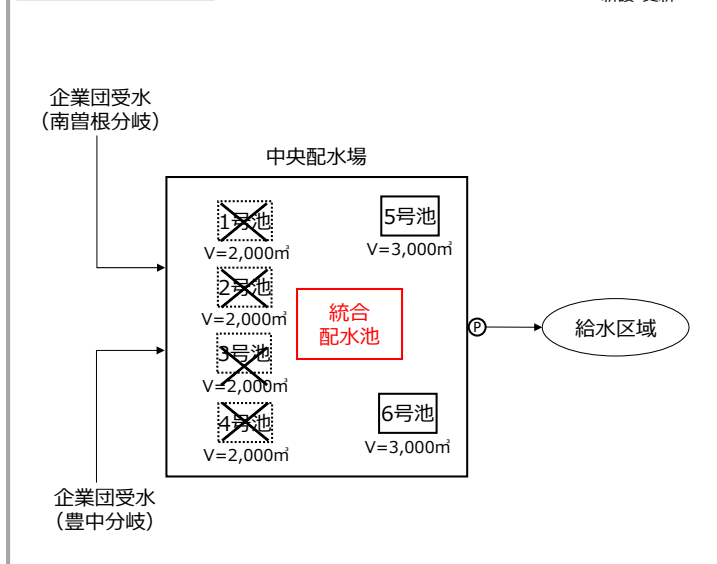 企業団受水
（南曽根分岐）
中央配水場
1号池
V=2,000㎥
2号池
V=2,000㎥
3号池
V=2,000㎥
4号池
V=2,000㎥
5号池
V=3,000㎥
統合
配水池
6号池
V=3,000㎥
P
給水区域
企業団受水
（豊中分岐）